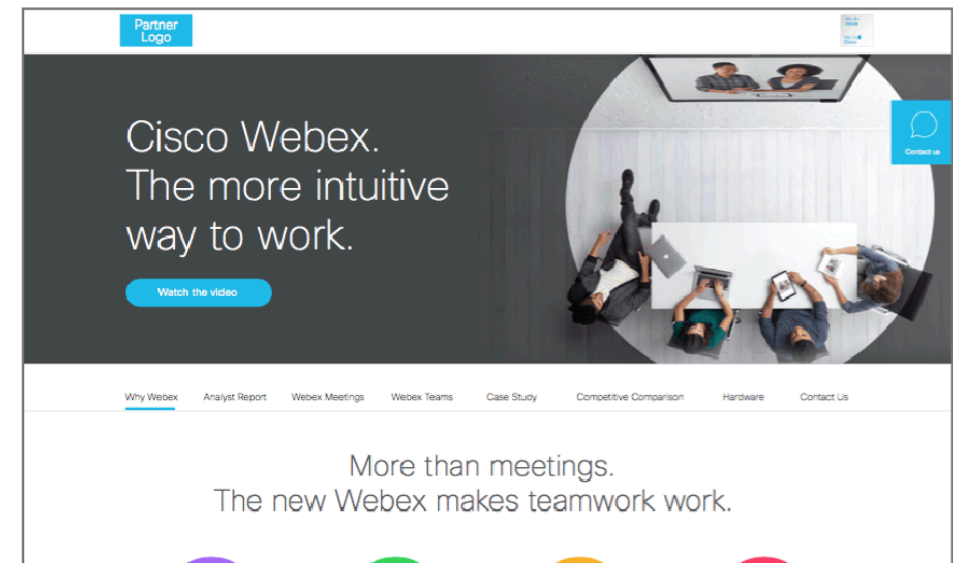 Partner
Logo
Cisco Webex.
The more intuitive
way to work.
Watch the video
Contact us
Why Webex
Analyst Report
Webex Meetings
Webex Teams
Case Study
Competitive Comparison
Hardware
Contact Us
More than meetings.
The new Webex makes teamwork work.